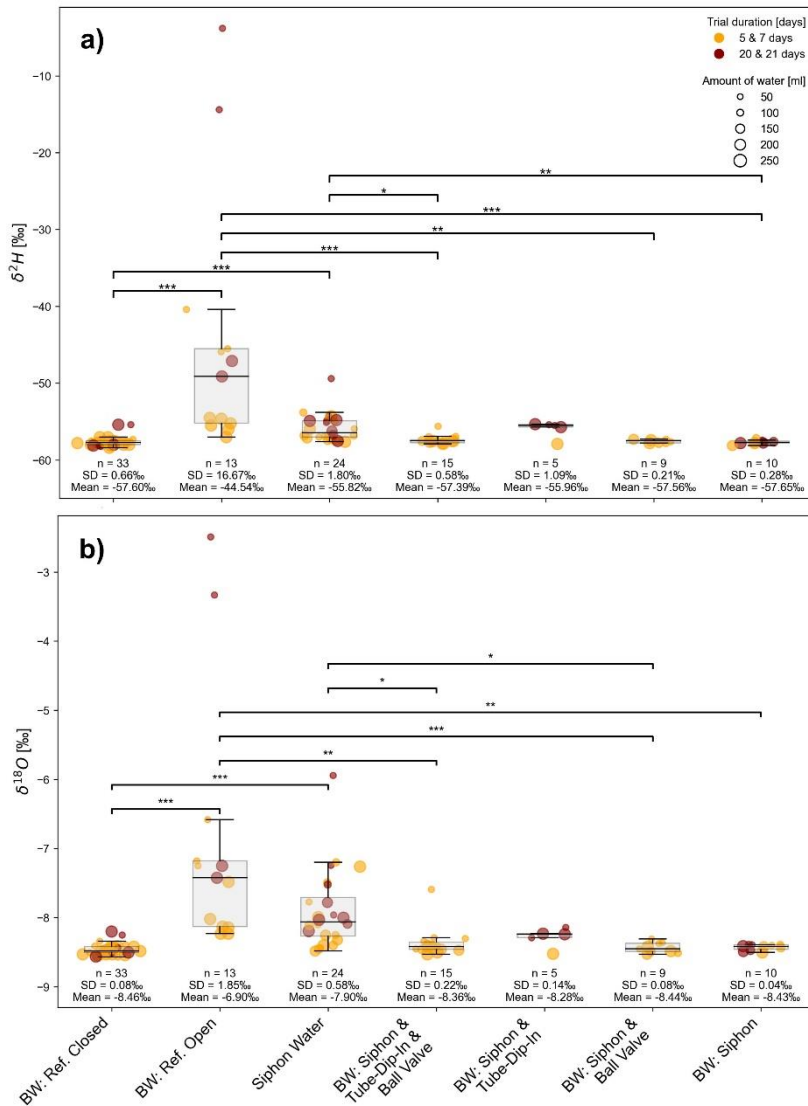 a)
Trial duration [days]
5 & 7 days
20 & 21 days
Amount of water [ml]
50
100
150
200
250
−10
−20
−30
−40
−50
−60
δ²H [‰]
**
*
***
**
***
***
***
n = 33
SD = 0.66‰
Mean = -57.60‰
n = 13
SD = 16.67‰
Mean = -44.54‰
n = 24
SD = 1.80‰
Mean = -55.82‰
n = 15
SD = 0.58‰
Mean = -57.39‰
n = 5
SD = 1.09‰
Mean = -55.96‰
n = 9
SD = 0.21‰
Mean = -57.56‰
n = 10
SD = 0.28‰
Mean = -57.65‰
b)
−3
−4
−5
−6
−7
−8
−9
δ¹⁸O [‰]
*
*
**
***
**
***
***
n = 33
SD = 0.08‰
Mean = -8.46‰
n = 13
SD = 1.85‰
Mean = -6.90‰
n = 24
SD = 0.58‰
Mean = -7.90‰
n = 15
SD = 0.22‰
Mean = -8.36‰
n = 5
SD = 0.14‰
Mean = -8.28‰
n = 9
SD = 0.08‰
Mean = -8.44‰
n = 10
SD = 0.04‰
Mean = -8.43‰
BW: Ref. Closed
BW: Ref. Open
Siphon Water
BW: Siphon &
Tube-Dip-In &
Ball Valve
BW: Siphon &
Tube-Dip-In
BW: Siphon &
Ball Valve
BW: Siphon